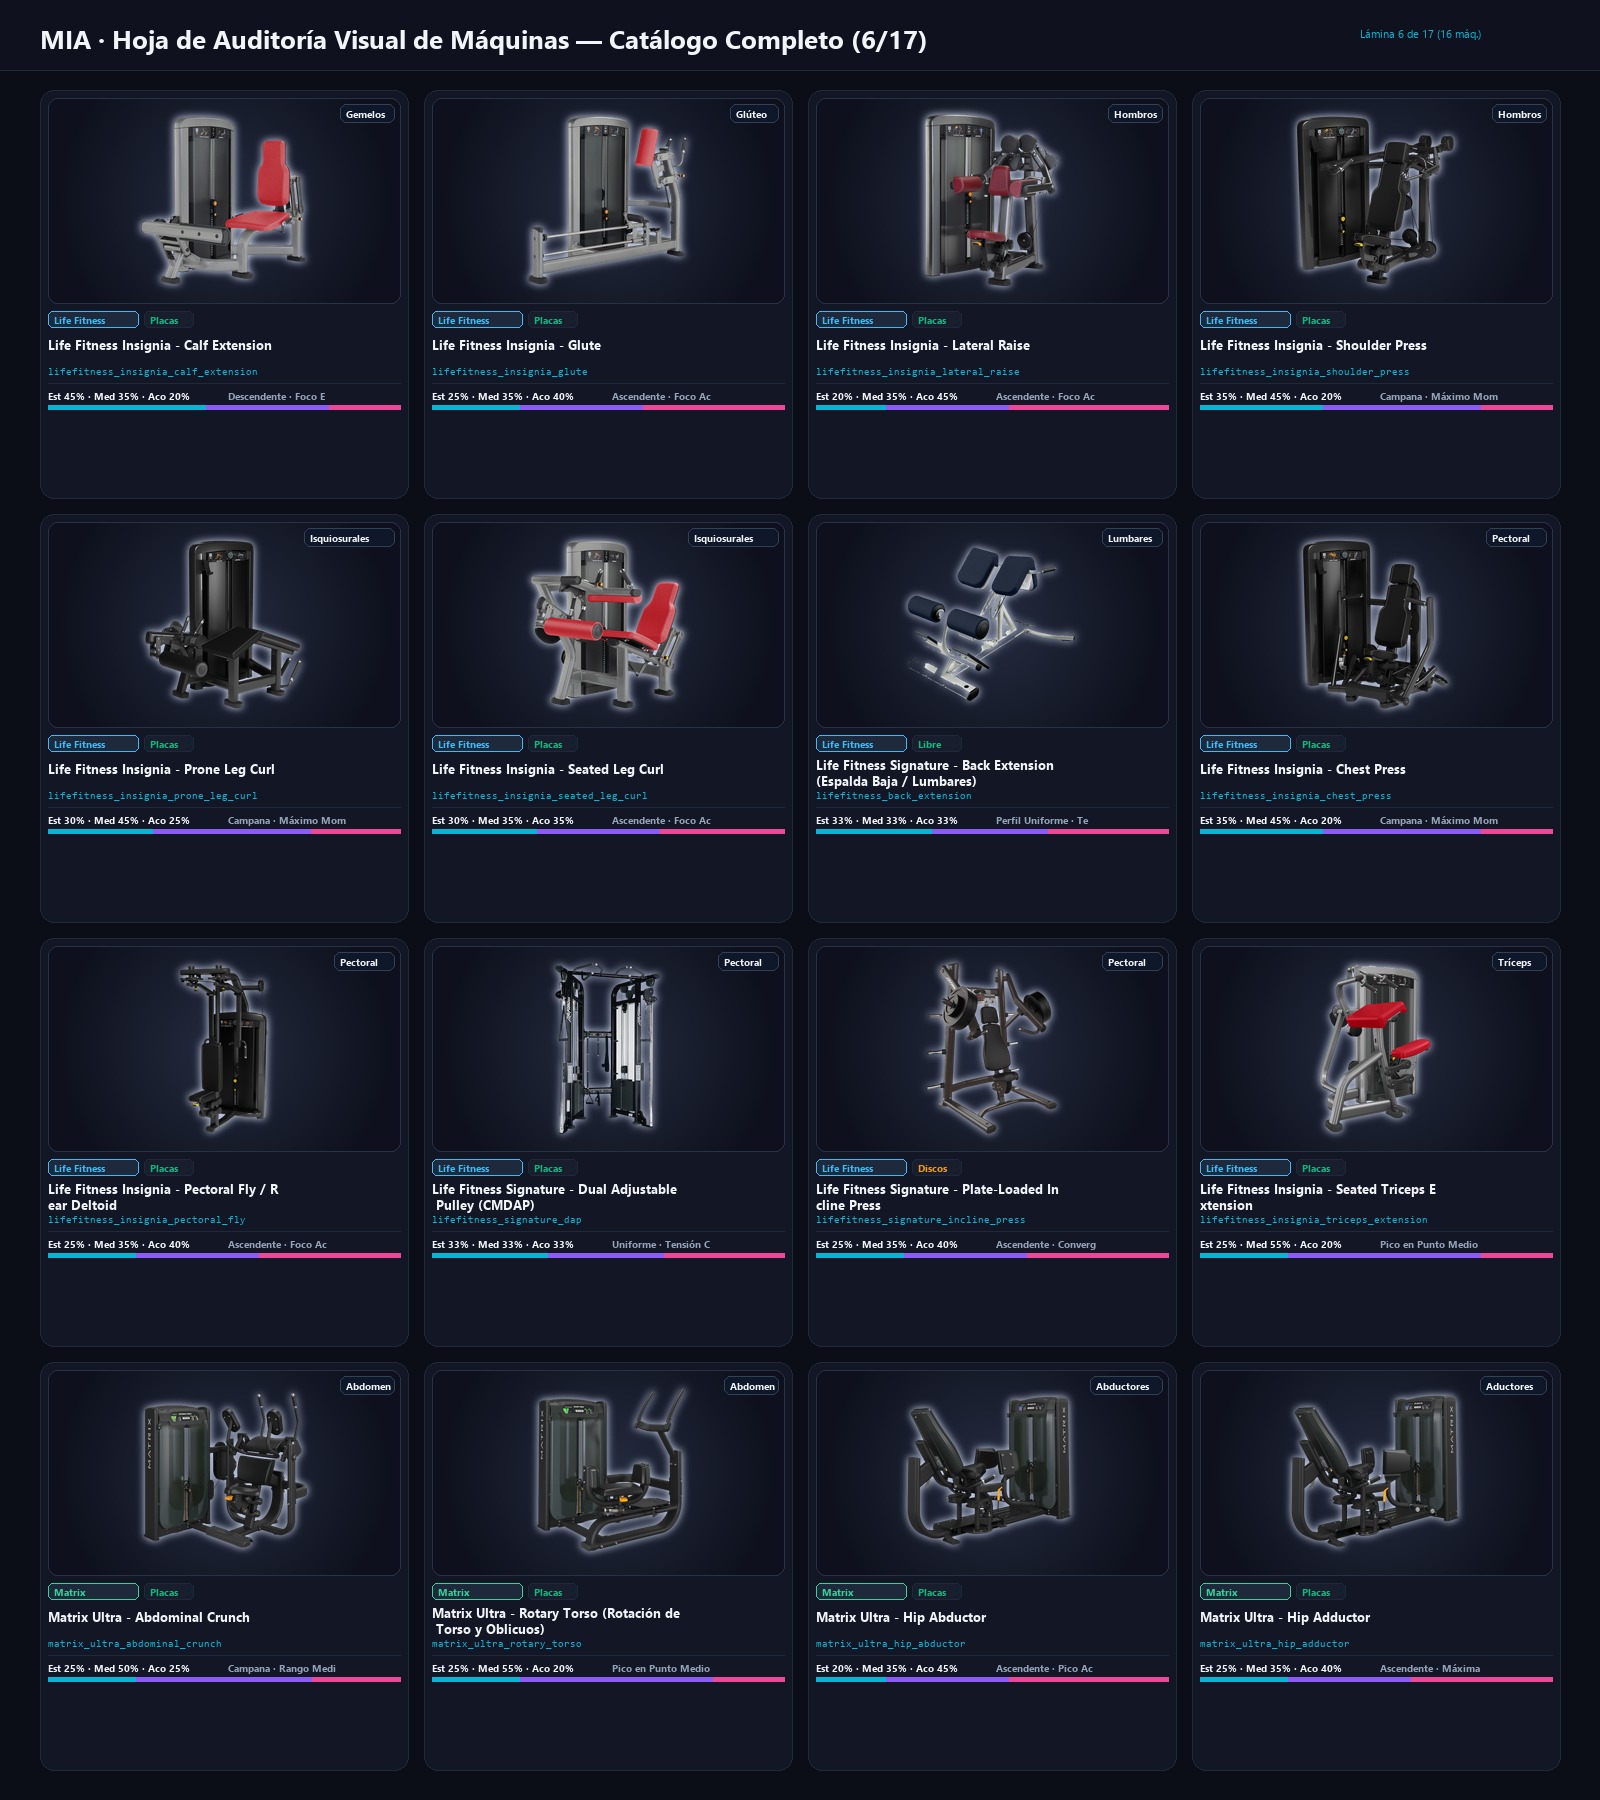 MIA · Hoja de Auditoría Visual de Máquinas — Catálogo Completo (6/17)
Lámina 6 de 17 (16 máq.)
Gemelos
Life Fitness
Placas
Life Fitness Insignia - Calf Extension
lifefitness_insignia_calf_extension
Est 45% · Med 35% · Aco 20%
Descendente · Foco E
Glúteo
Life Fitness
Placas
Life Fitness Insignia - Glute
lifefitness_insignia_glute
Est 25% · Med 35% · Aco 40%
Ascendente · Foco Ac
Hombros
Life Fitness
Placas
Life Fitness Insignia - Lateral Raise
lifefitness_insignia_lateral_raise
Est 20% · Med 35% · Aco 45%
Ascendente · Foco Ac
Hombros
Life Fitness
Placas
Life Fitness Insignia - Shoulder Press
lifefitness_insignia_shoulder_press
Est 35% · Med 45% · Aco 20%
Campana · Máximo Mom
Isquiosurales
Life Fitness
Placas
Life Fitness Insignia - Prone Leg Curl
lifefitness_insignia_prone_leg_curl
Est 30% · Med 45% · Aco 25%
Campana · Máximo Mom
Isquiosurales
Life Fitness
Placas
Life Fitness Insignia - Seated Leg Curl
lifefitness_insignia_seated_leg_curl
Est 30% · Med 35% · Aco 35%
Ascendente · Foco Ac
Lumbares
Life Fitness
Libre
Life Fitness Signature - Back Extension
(Espalda Baja / Lumbares)
lifefitness_back_extension
Est 33% · Med 33% · Aco 33%
Perfil Uniforme · Te
Pectoral
Life Fitness
Placas
Life Fitness Insignia - Chest Press
lifefitness_insignia_chest_press
Est 35% · Med 45% · Aco 20%
Campana · Máximo Mom
Pectoral
Life Fitness
Placas
Life Fitness Insignia - Pectoral Fly / R
ear Deltoid
lifefitness_insignia_pectoral_fly
Est 25% · Med 35% · Aco 40%
Ascendente · Foco Ac
Pectoral
Life Fitness
Placas
Life Fitness Signature - Dual Adjustable
Pulley (CMDAP)
lifefitness_signature_dap
Est 33% · Med 33% · Aco 33%
Uniforme · Tensión C
Pectoral
Life Fitness
Discos
Life Fitness Signature - Plate-Loaded In
cline Press
lifefitness_signature_incline_press
Est 25% · Med 35% · Aco 40%
Ascendente · Converg
Tríceps
Life Fitness
Placas
Life Fitness Insignia - Seated Triceps E
xtension
lifefitness_insignia_triceps_extension
Est 25% · Med 55% · Aco 20%
Pico en Punto Medio
Abdomen
MATRIX
Matrix
Placas
Matrix Ultra - Abdominal Crunch
matrix_ultra_abdominal_crunch
Est 25% · Med 50% · Aco 25%
Campana · Rango Medi
Abdomen
MATRIX
Matrix
Placas
Matrix Ultra - Rotary Torso (Rotación de
Torso y Oblicuos)
matrix_ultra_rotary_torso
Est 25% · Med 55% · Aco 20%
Pico en Punto Medio
Abductores
MATRIX
Matrix
Placas
Matrix Ultra - Hip Abductor
matrix_ultra_hip_abductor
Est 20% · Med 35% · Aco 45%
Ascendente · Pico Ac
Aductores
MATRIX
Matrix
Placas
Matrix Ultra - Hip Adductor
matrix_ultra_hip_adductor
Est 25% · Med 35% · Aco 40%
Ascendente · Máxima